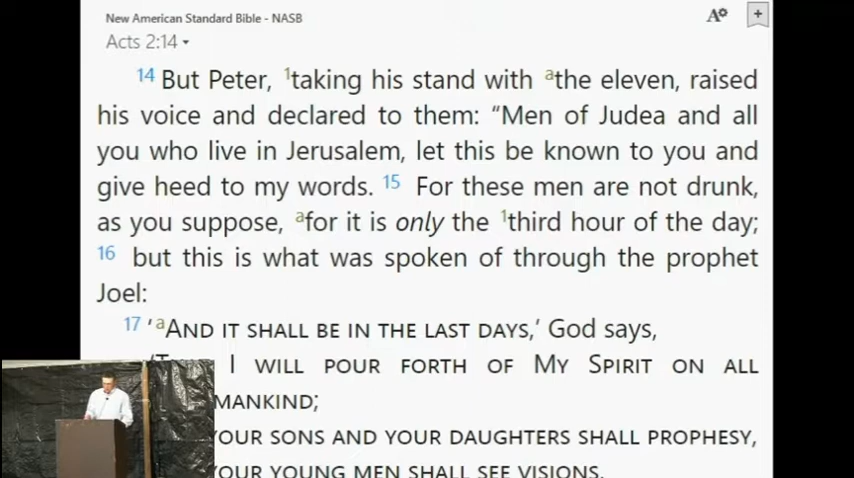 New American Standard Bible - NASB
Acts 2:14
A
+
14 But Peter, 1taking his stand with athe eleven, raised
his voice and declared to them: “Men of Judea and all
you who live in Jerusalem, let this be known to you and
give heed to my words. 15 For these men are not drunk,
as you suppose, afor it is only the 1third hour of the day;
16 but this is what was spoken of through the prophet
Joel:
17 ‘aAND IT SHALL BE IN THE LAST DAYS,’ God says,
I WILL POUR FORTH OF MY SPIRIT ON ALL
MANKIND;
YOUR SONS AND YOUR DAUGHTERS SHALL PROPHESY,
YOUR YOUNG MEN SHALL SEE VISIONS,